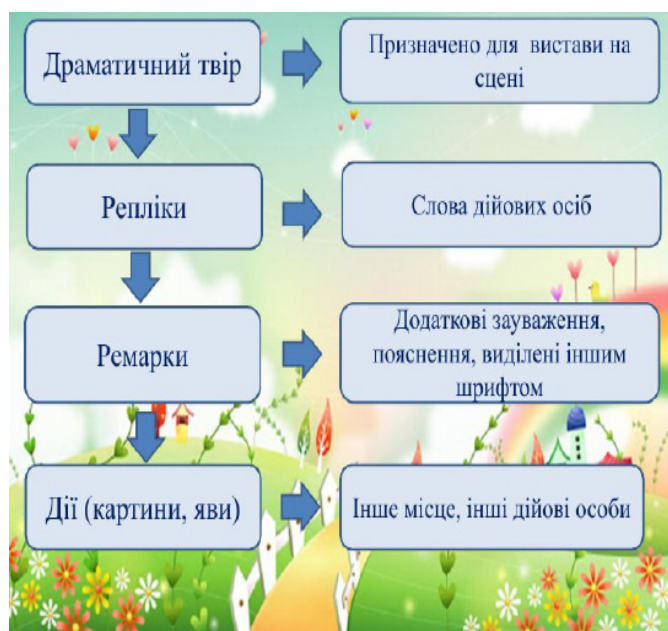 Драматичний твір
Призначено для вистави на
сцені
Репліки
Слова дійових осіб
Ремарки
Додаткові зауваження,
пояснення, виділені іншим
шрифтом
Дії (картини, яви)
Інше місце, інші дійові особи